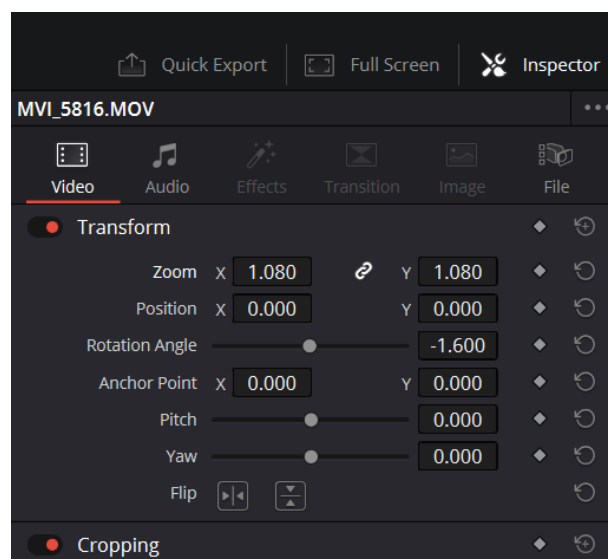 Quick Export Full Screen Inspector
MVI_5816.MOV
Video Audio Effects Transition Image File
Transform
Zoom X 1.080 Y 1.080
Position X 0.000 Y 0.000
Rotation Angle -1.600
Anchor Point X 0.000 Y 0.000
Pitch 0.000
Yaw 0.000
Flip
Cropping